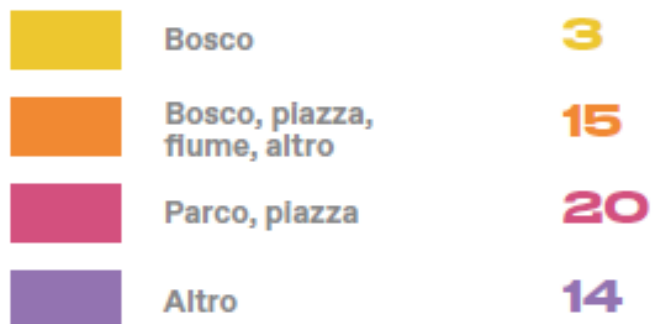 Bosco 3
Bosco, piazza,
fiume, altro 15
Parco, piazza 20
Altro 14